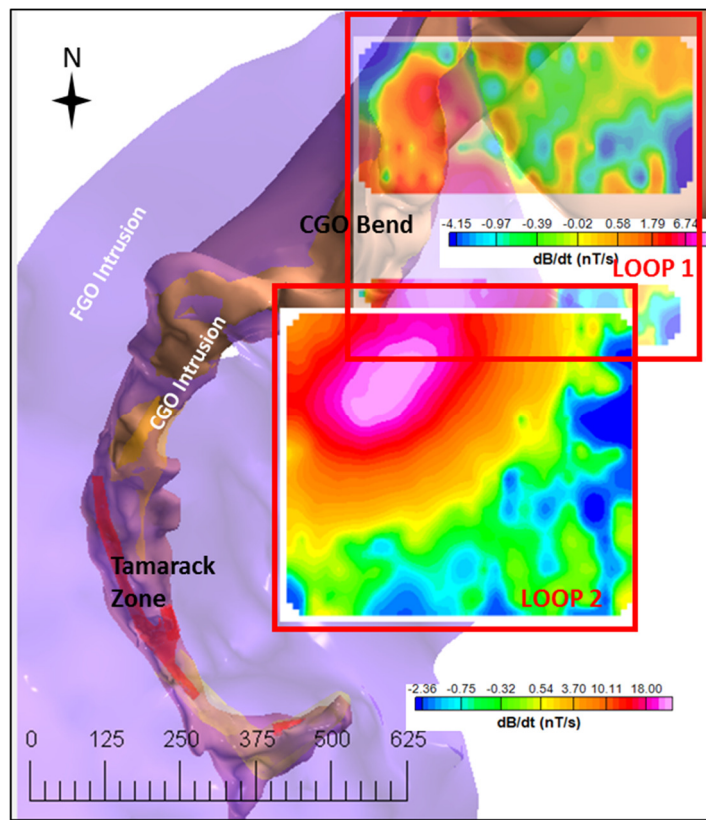 N
FGO Intrusion
CGO Bend
-4.15 -0.97 -0.39 -0.02 0.58 1.79 6.74
dB/dt (nT/s)
LOOP 1
CGO Intrusion
Tamarack
Zone
LOOP 2
-2.36 -0.75 -0.32 0.54 3.70 10.11 18.00
dB/dt (nT/s)
0 125 250 375 500 625